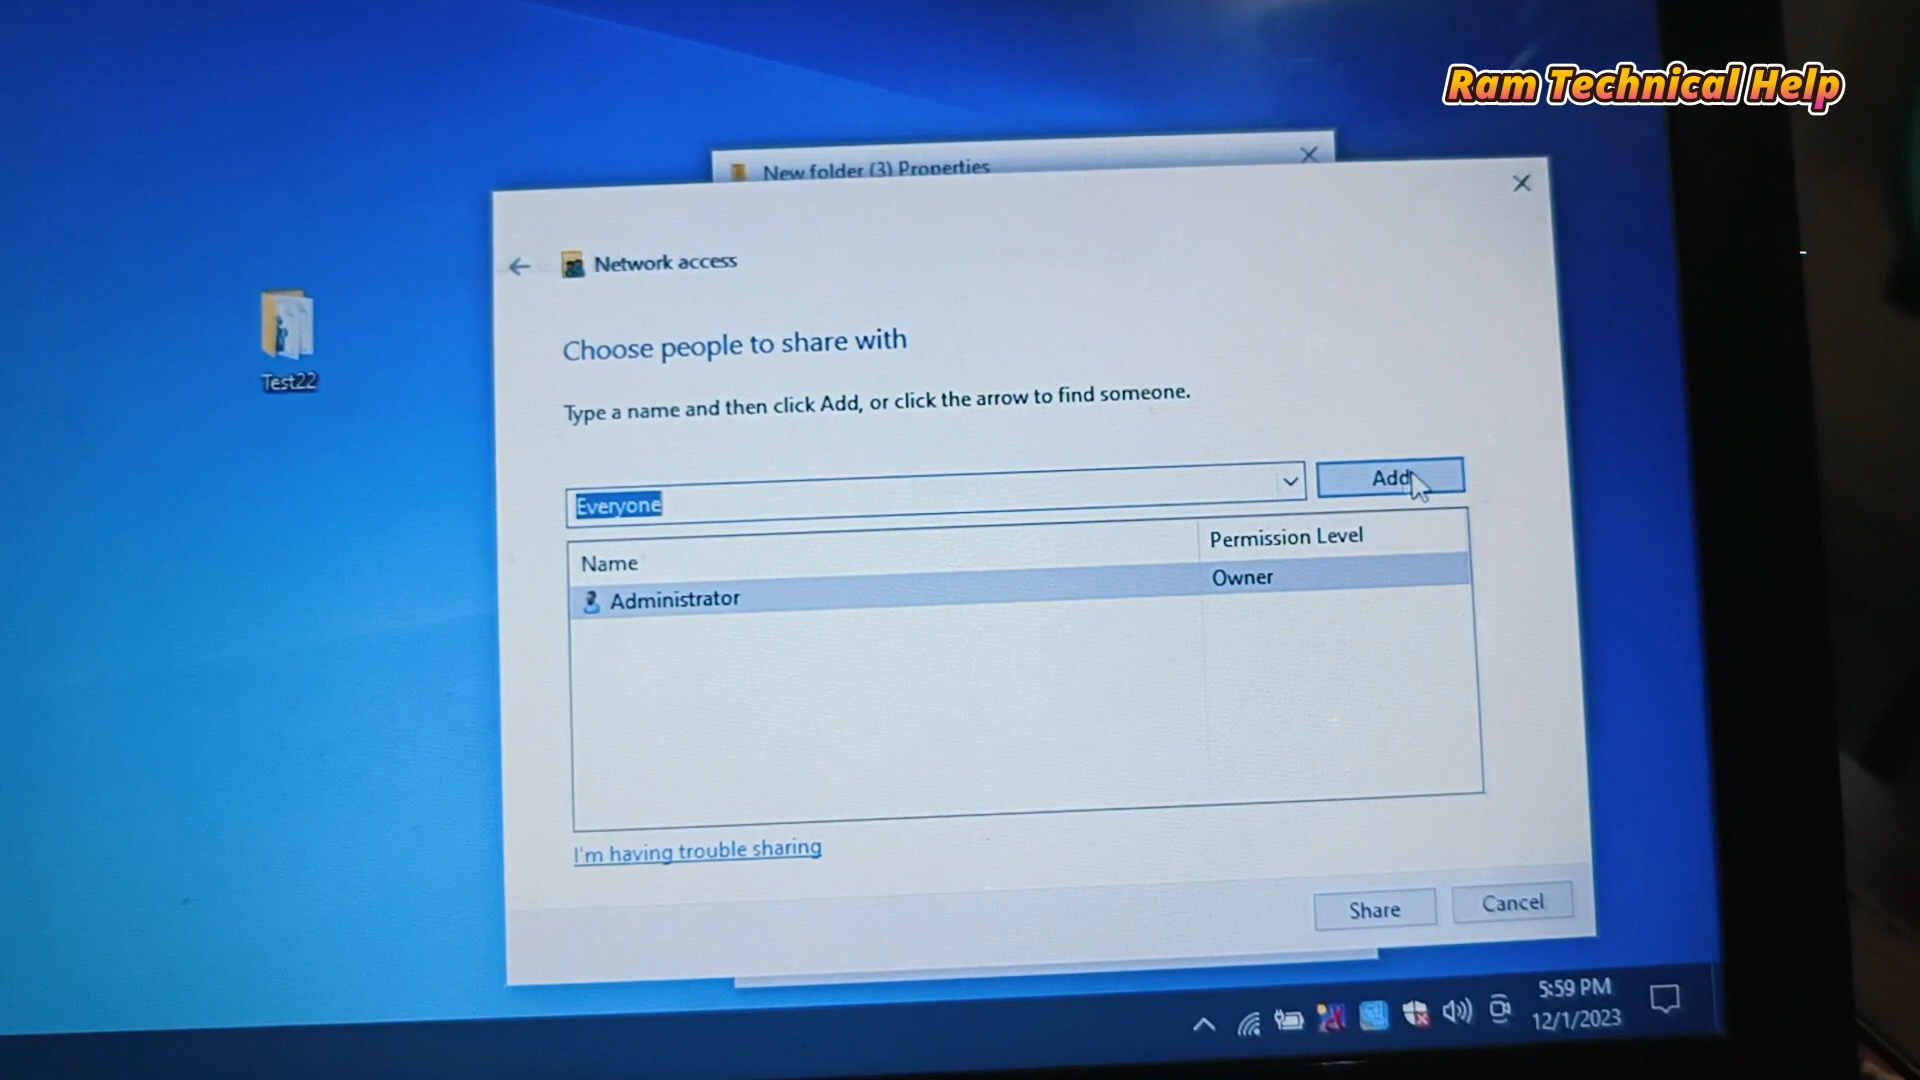 Ram Technical Help
New folder (3) Properties
Network access
Choose people to share with
Type a name and then click Add, or click the arrow to find someone.
Everyone
Add
Name
Permission Level
Administrator
Owner
I'm having trouble sharing
Share
Cancel
Test22
5:59 PM
12/1/2023